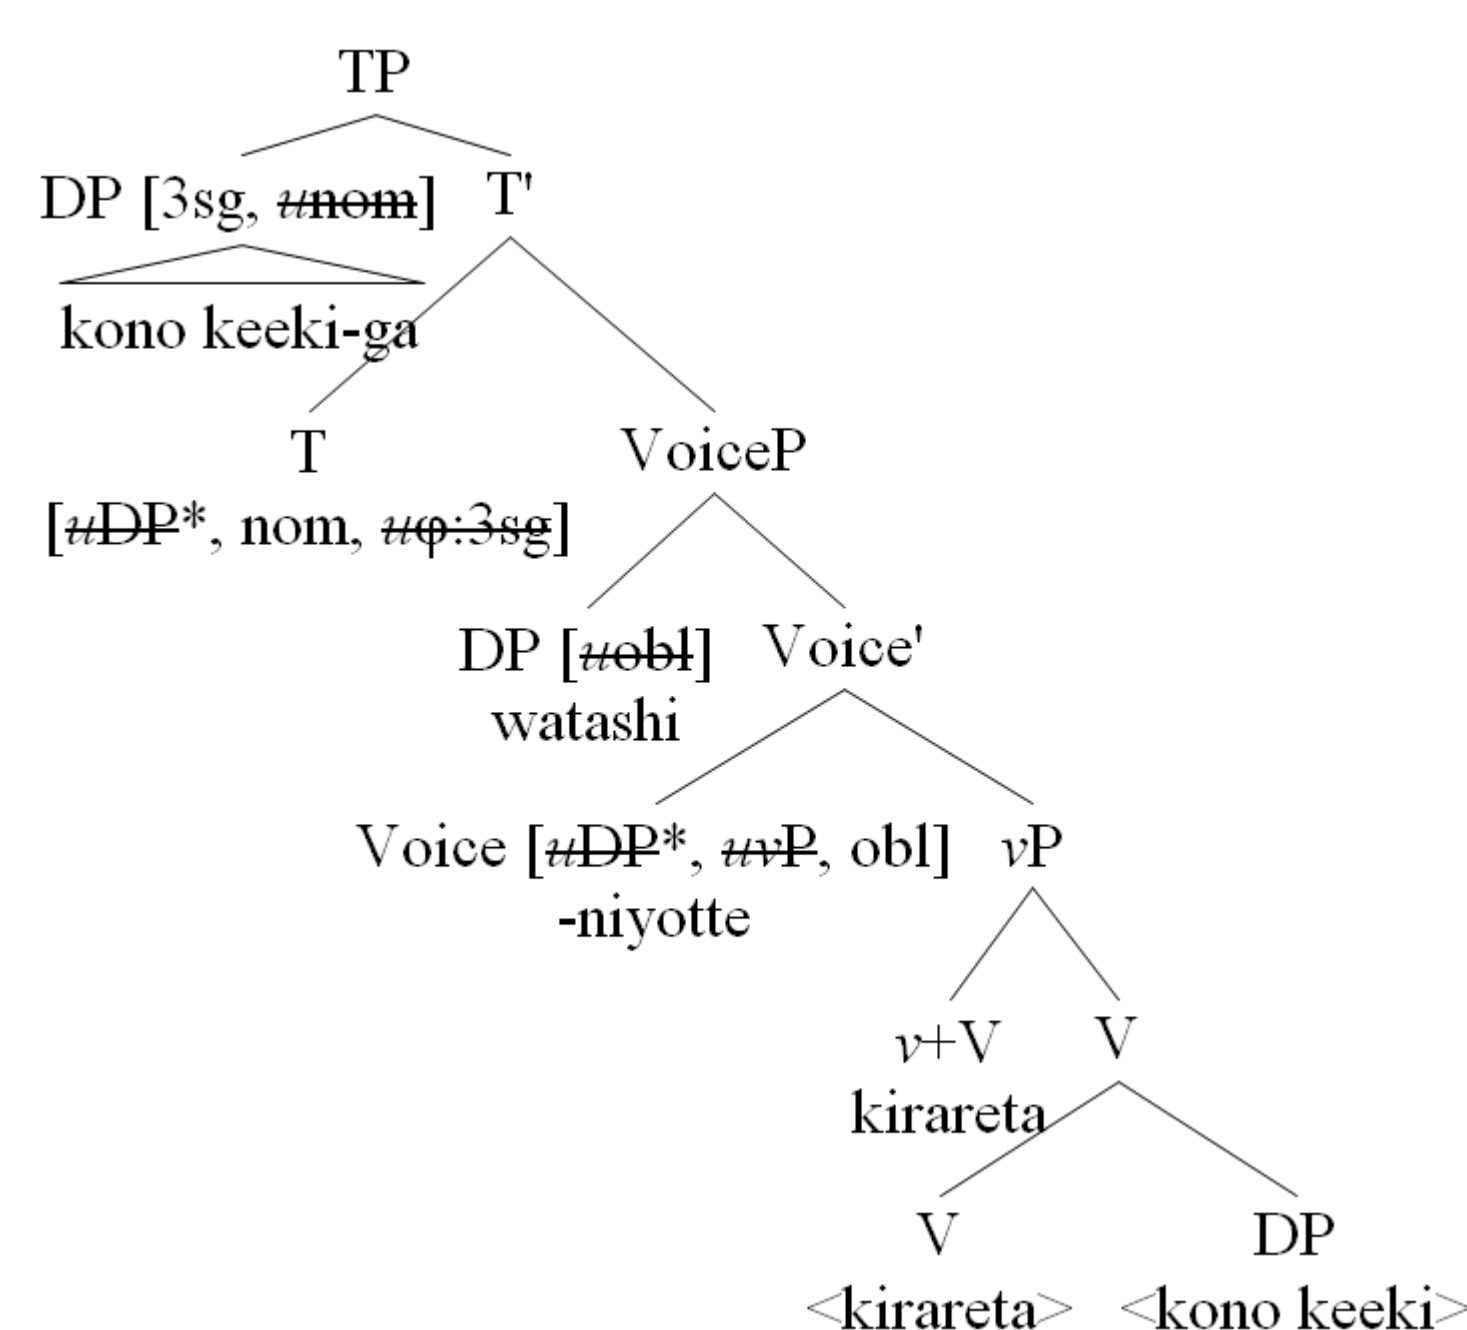 TP
DP [3sg, unom] T'
kono keeki-ga
T VoiceP
[uDP*, nom, uφ:3sg]
DP [uobl] Voice'
watashi
Voice [uDP*, uvP, obl] vP
-niyotte
v+V V
kirareta
V DP
<kirareta> <kono keeki>